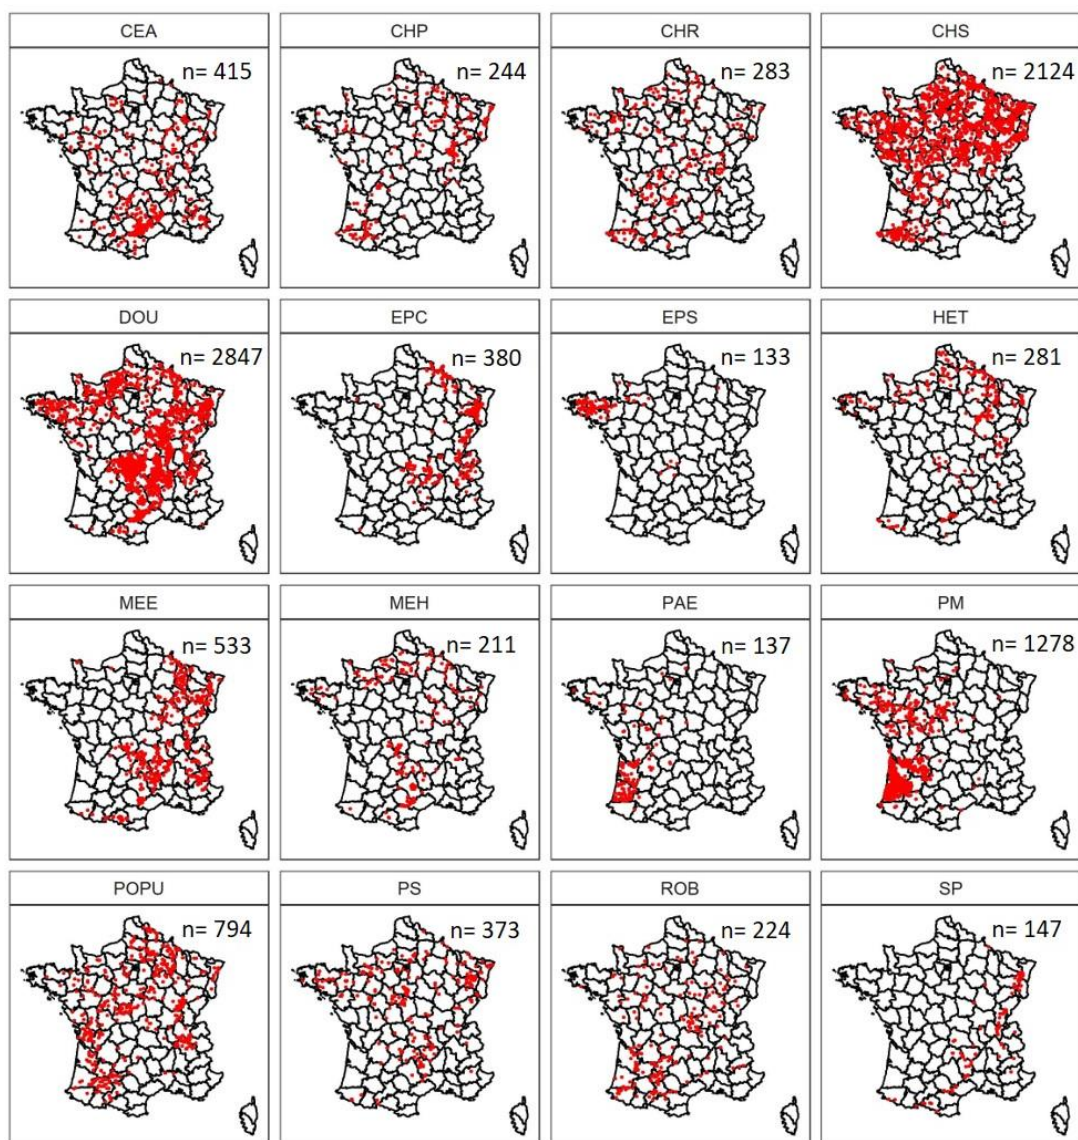 CEA CHP CHR CHS
n= 415 n= 244 n= 283 n= 2124
DOU EPC EPS HET
n= 2847 n= 380 n= 133 n= 281
MEE MEH PAE PM
n= 533 n= 211 n= 137 n= 1278
POPU PS ROB SP
n= 794 n= 373 n= 224 n= 147